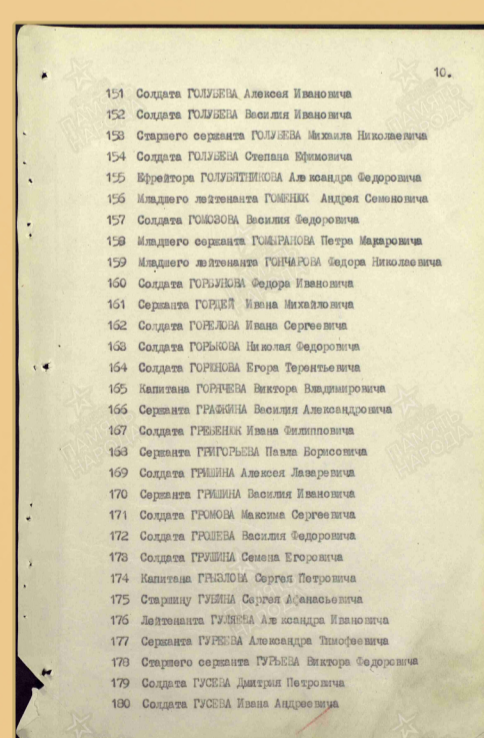 10.
151 Солдата ГОЛУБЕВА Алексея Ивановича
152 Солдата ГОЛУБЕВА Василия Ивановича
153 Старшего сержанта ГОЛУБЕВА Михаила Николаевича
154 Солдата ГОЛУБЕВА Степана Ефимовича
155 Ефрейтора ГОЛУБЯТНИКОВА Александра Федоровича
156 Младшего лейтенанта ГОМЕНЮК Андрея Семеновича
157 Солдата ГОМОЗОВА Василия Федоровича
158 Младшего сержанта ГОМЫРАНОВА Петра Макаровича
159 Младшего лейтенанта ГОНЧАРОВА Федора Николаевича
160 Солдата ГОРБУНОВА Федора Ивановича
161 Сержанта ГОРДЕЙ Ивана Михайловича
162 Солдата ГОРЕЛОВА Ивана Сергеевича
163 Солдата ГОРЬКОВА Николая Федоровича
164 Солдата ГОРЮНОВА Егора Терентьевича
165 Капитана ГОРЯЧЕВА Виктора Владимировича
166 Сержанта ГРАФКИНА Василия Александровича
167 Солдата ГРЕБЕНЮК Ивана Филипповича
168 Сержанта ГРИГОРЬЕВА Павла Борисовича
169 Солдата ГРИШИНА Алексея Лазаревича
170 Сержанта ГРИШИНА Василия Ивановича
171 Солдата ГРОМОВА Максима Сергеевича
172 Солдата ГРОШЕВА Василия Федоровича
173 Солдата ГРУШИНА Семена Егоровича
174 Капитана ГРЫЗЛОВА Сергея Петровича
175 Старшину ГУБИНА Сергея Афанасьевича
176 Лейтенанта ГУЛЯЕВА Александра Ивановича
177 Сержанта ГУРЕЕВА Александра Тимофеевича
178 Старшего сержанта ГУРЬЕВА Виктора Федоровича
179 Солдата ГУСЕВА Дмитрия Петровича
180 Солдата ГУСЕВА Ивана Андреевича